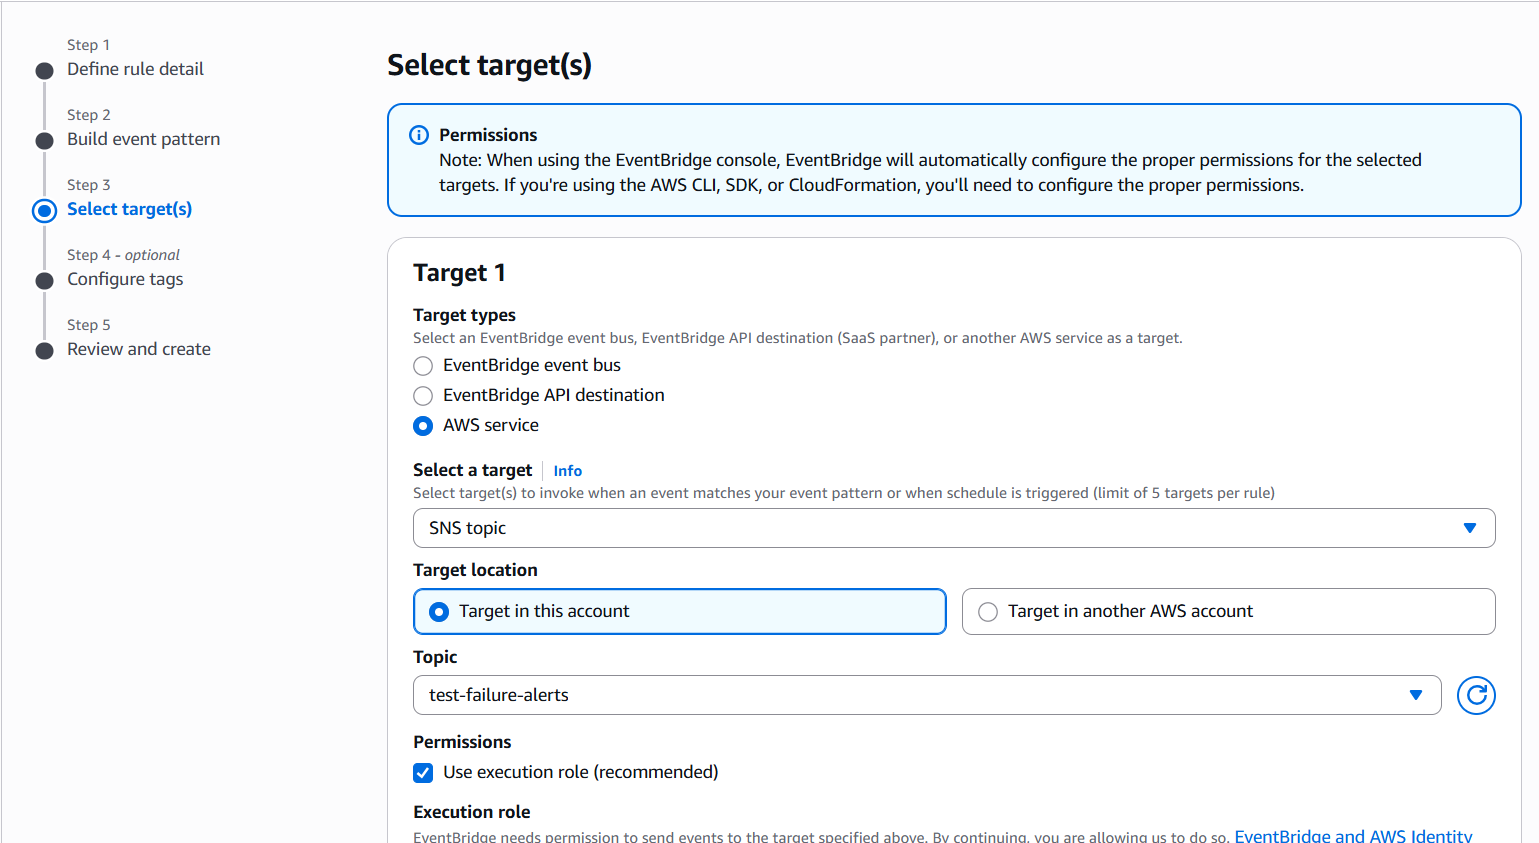 Step 1
Define rule detail
Step 2
Build event pattern
Step 3
Select target(s)
Step 4 - optional
Configure tags
Step 5
Review and create
Select target(s)
Permissions
Note: When using the EventBridge console, EventBridge will automatically configure the proper permissions for the selected
targets. If you're using the AWS CLI, SDK, or CloudFormation, you'll need to configure the proper permissions.
Target 1
Target types
Select an EventBridge event bus, EventBridge API destination (SaaS partner), or another AWS service as a target.
EventBridge event bus
EventBridge API destination
AWS service
Select a target Info
Select target(s) to invoke when an event matches your event pattern or when schedule is triggered (limit of 5 targets per rule)
SNS topic
Target location
Target in this account
Target in another AWS account
Topic
test-failure-alerts
Permissions
Use execution role (recommended)
Execution role
EventBridge needs permission to send events to the target specified above. By continuing, you are allowing us to do so. EventBridge and AWS Identity